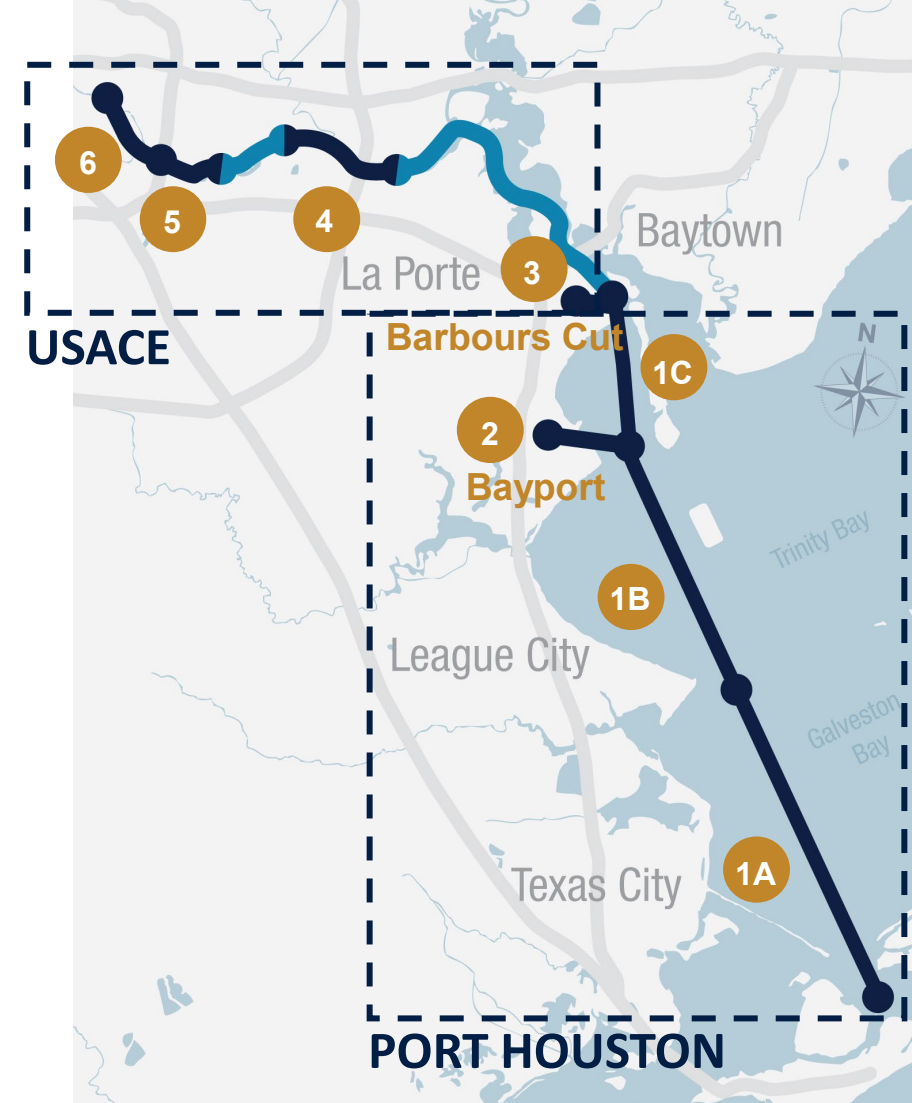 6
5
4
Baytown
La Porte
3
USACE
Barbours Cut
N
1C
2
Bayport
Trinity Bay
1B
League City
Galveston
Bay
1A
Texas City
PORT HOUSTON